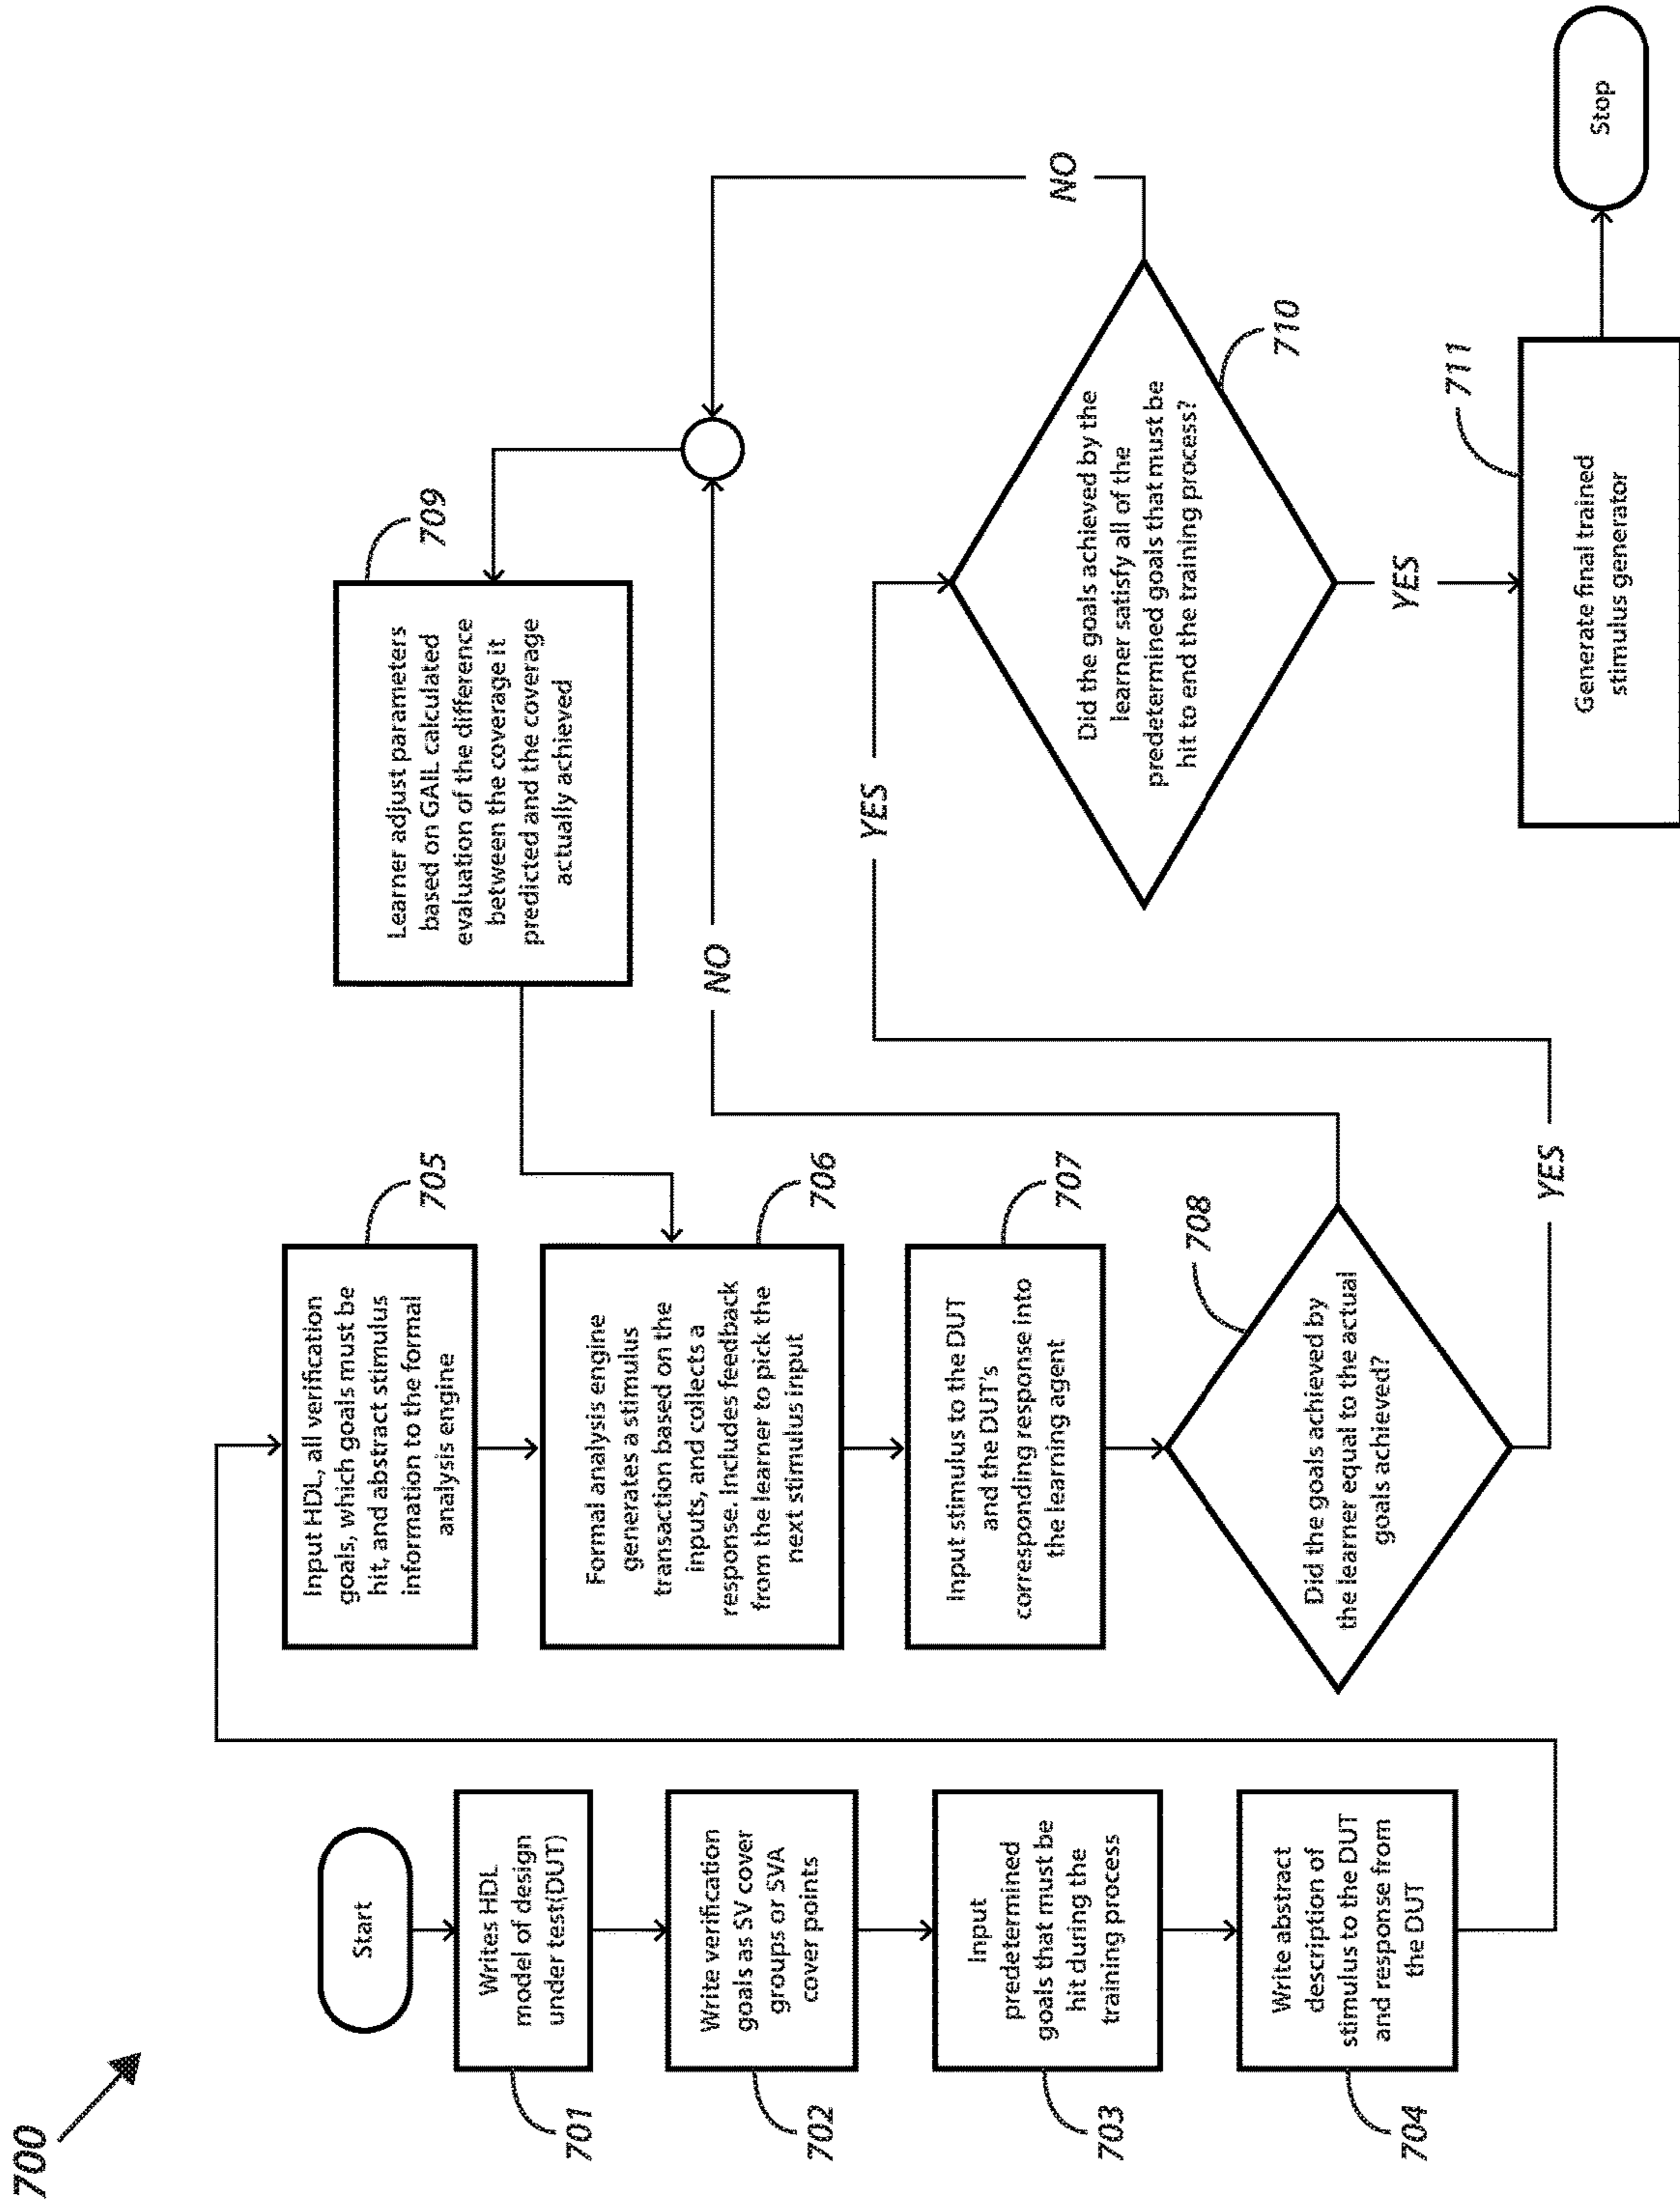 700
Start
Writes HDL
model of design
under test(DUT)
701
Write verification
goals as SV cover
groups or SVA
cover points
702
Input
predetermined
goals that must be
hit during the
training process
703
Write abstract
description of
stimulus to the DUT
and response from
the DUT
704
Input HDL, all verification
goals, which goals must be
hit, and abstract stimulus
information to the formal
analysis engine
705
Formal analysis engine
generates a stimulus
transaction based on the
inputs, and collects a
response. Includes feedback
from the learner to pick the
next stimulus input
706
Input stimulus to the DUT
and the DUT's
corresponding response into
the learning agent
707
Did the goals achieved by
the learner equal to the actual
goals achieved?
708
NO
YES
Learner adjust parameters
based on GAIL calculated
evaluation of the difference
between the coverage it
predicted and the coverage
actually achieved
709
YES
Did the goals achieved by the
learner satisfy all of the
predetermined goals that must be
hit to end the training process?
710
NO
YES
Generate final trained
stimulus generator
711
Stop